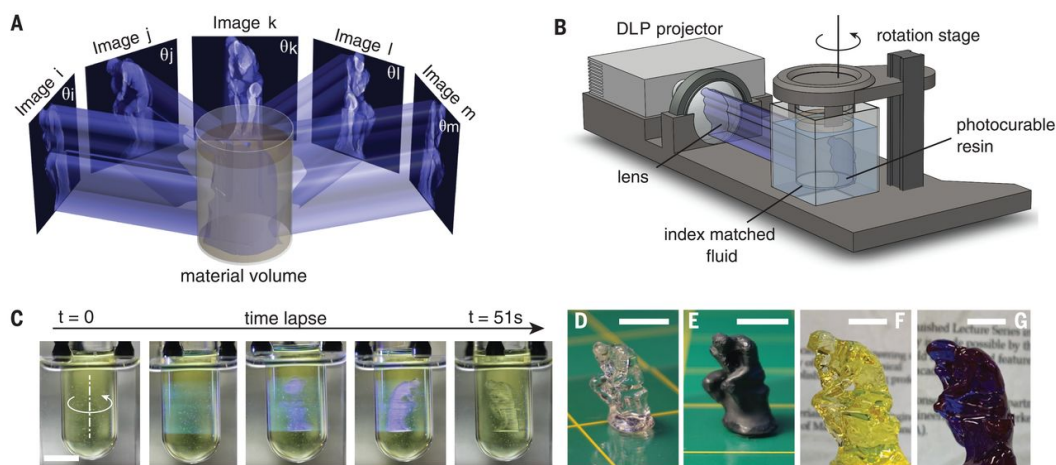 A
Image i
θi
Image j
θj
Image k
θk
Image l
θl
Image m
θm
material volume
B
DLP projector
rotation stage
photocurable
resin
lens
index matched
fluid
C
t = 0
time lapse
t = 51s
D
E
F
G